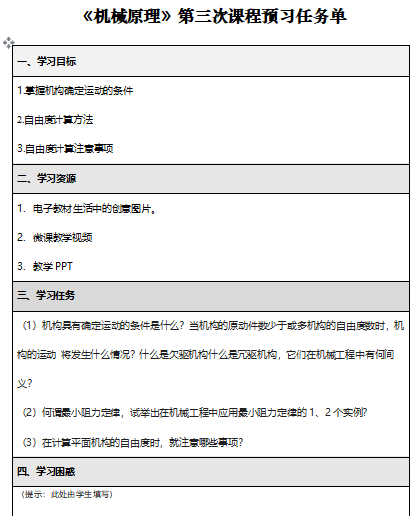 《机械原理》第三次课程预习任务单
一、学习目标
1.掌握机构确定运动的条件
2.自由度计算方法
3.自由度计算注意事项
二、学习资源
1. 电子教材生活中的创意图片。
2. 微课教学视频
3. 教学 PPT
三、学习任务
（1）机构具有确定运动的条件是什么？当机构的原动件数少于或多机构的自由度数时，机
构的运动 将发生什么情况？什么是欠驱机构什么是冗驱机构，它们在机械工程中有何间
义？
（2）何谓最小阻力定律，试举出在机械工程中应用最小阻力定律的 1、2 个实例？
（3）在计算平面机构的自由度时，就注意哪些事项？
四、学习困惑
（提示：此处由学生填写）